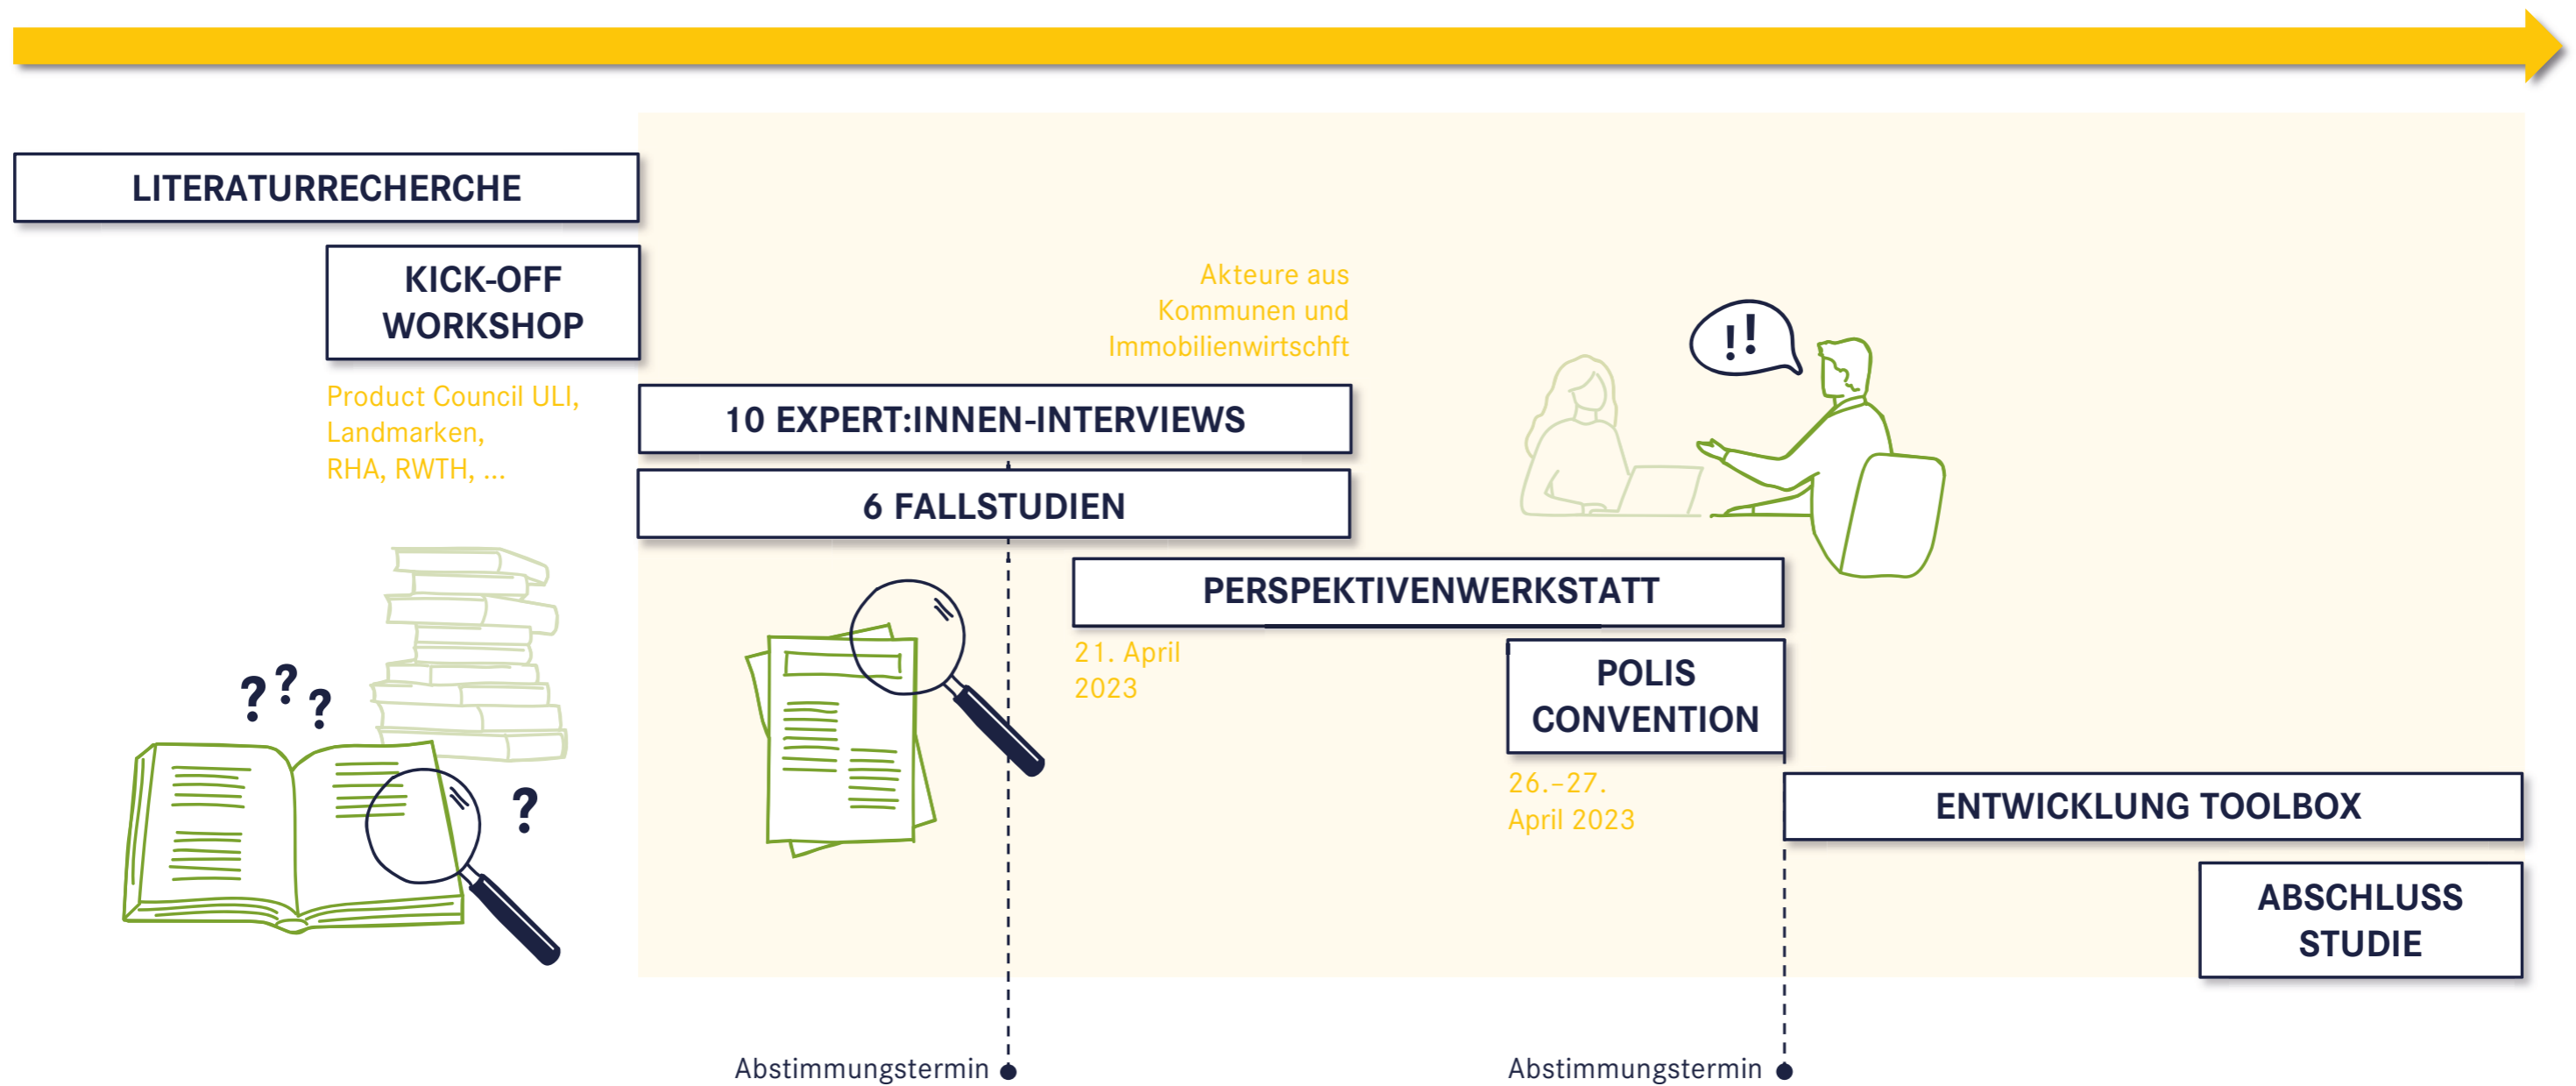 LITERATURRECHERCHE
KICK-OFF
WORKSHOP
Product Council ULI,
Landmarken,
RHA, RWTH, ...
Akteure aus
Kommunen und
Immobilienwirtschft
10 EXPERT:INNEN-INTERVIEWS
6 FALLSTUDIEN
!!
PERSPEKTIVENWERKSTATT
21. April
2023
POLIS
CONVENTION
26.–27.
April 2023
? ? ?
?
ENTWICKLUNG TOOLBOX
ABSCHLUSS
STUDIE
Abstimmungstermin
Abstimmungstermin